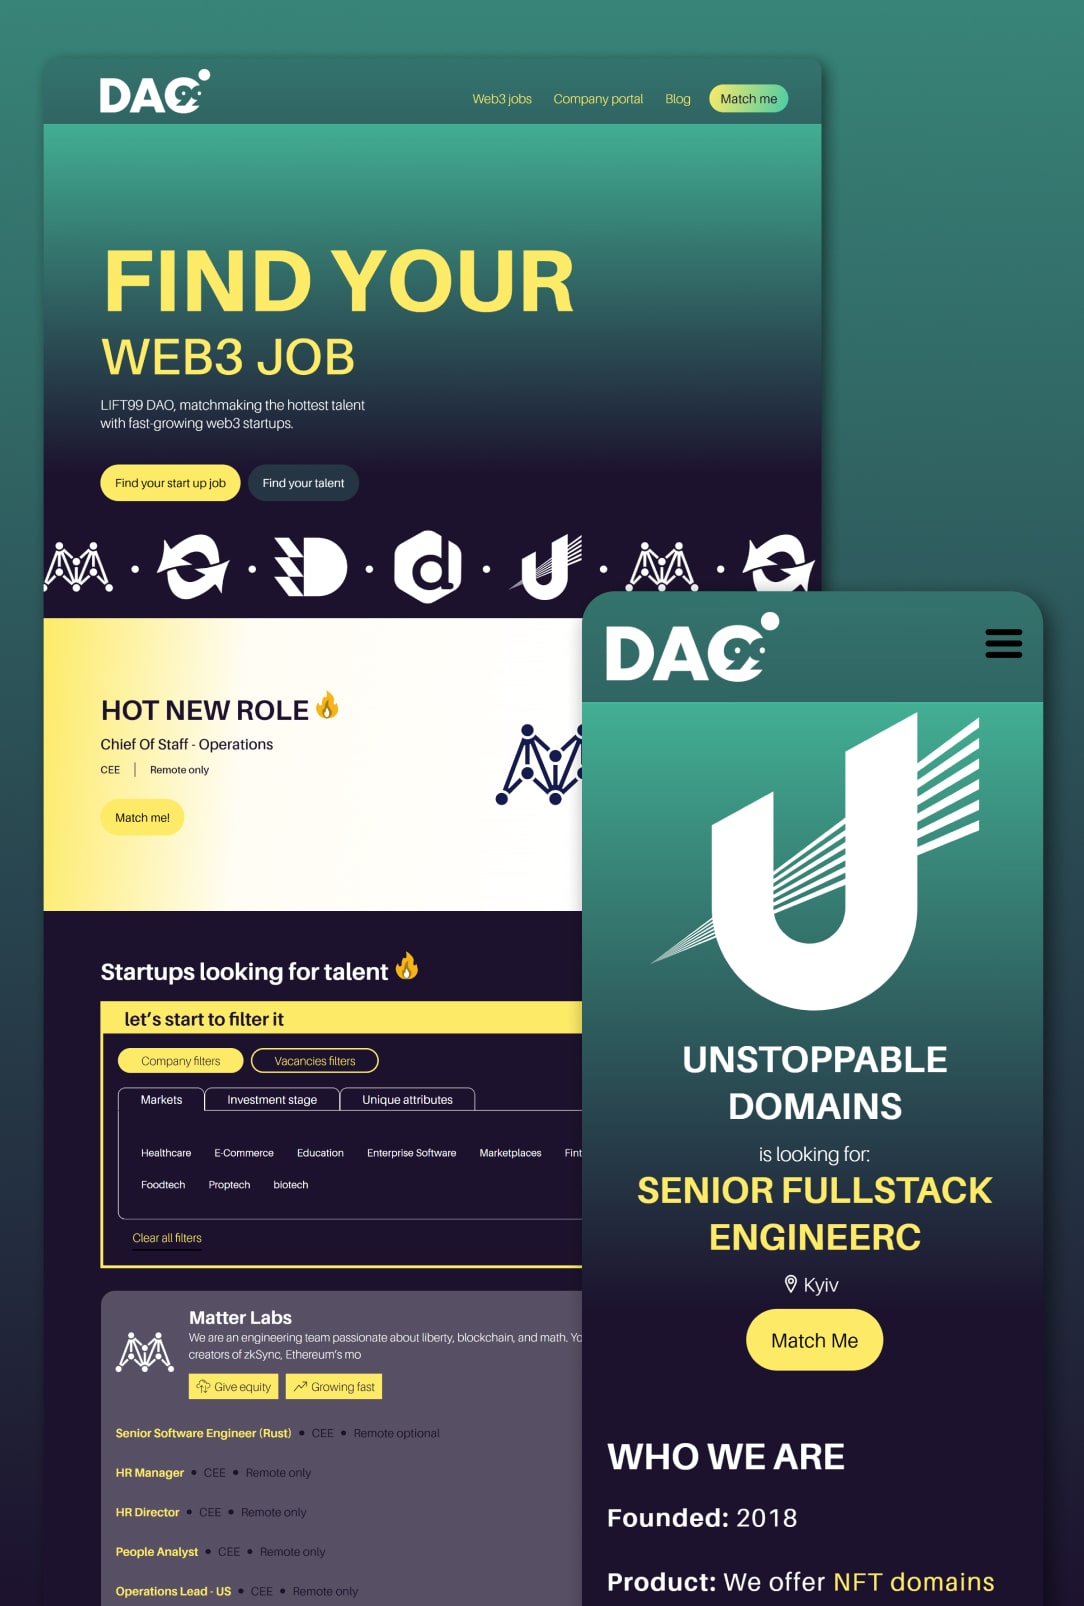 DAO
Web3 jobs Company portal Blog Match me
FIND YOUR
WEB3 JOB
LIFT99 DAO, matchmaking the hottest talent
with fast-growing web3 startups.
Find your start up job Find your talent
HOT NEW ROLE
Chief Of Staff - Operations
CEE Remote only
Match me!
Startups looking for talent
let's start to filter it
Company filters Vacancies filters
Markets Investment stage Unique attributes
Healthcare E-Commerce Education Enterprise Software Marketplaces Fint
Foodtech Proptech biotech
Clear all filters
Matter Labs
We are an engineering team passionate about liberty, blockchain, and math. Yo
creators of zkSync, Ethereum's mo
Give equity Growing fast
Senior Software Engineer (Rust) • CEE • Remote optional
HR Manager • CEE • Remote only
HR Director • CEE • Remote only
People Analyst • CEE • Remote only
Operations Lead - US • CEE • Remote only
DAO
UNSTOPPABLE
DOMAINS
is looking for:
SENIOR FULLSTACK
ENGINEERC
Kyiv
Match Me
WHO WE ARE
Founded: 2018
Product: We offer NFT domains